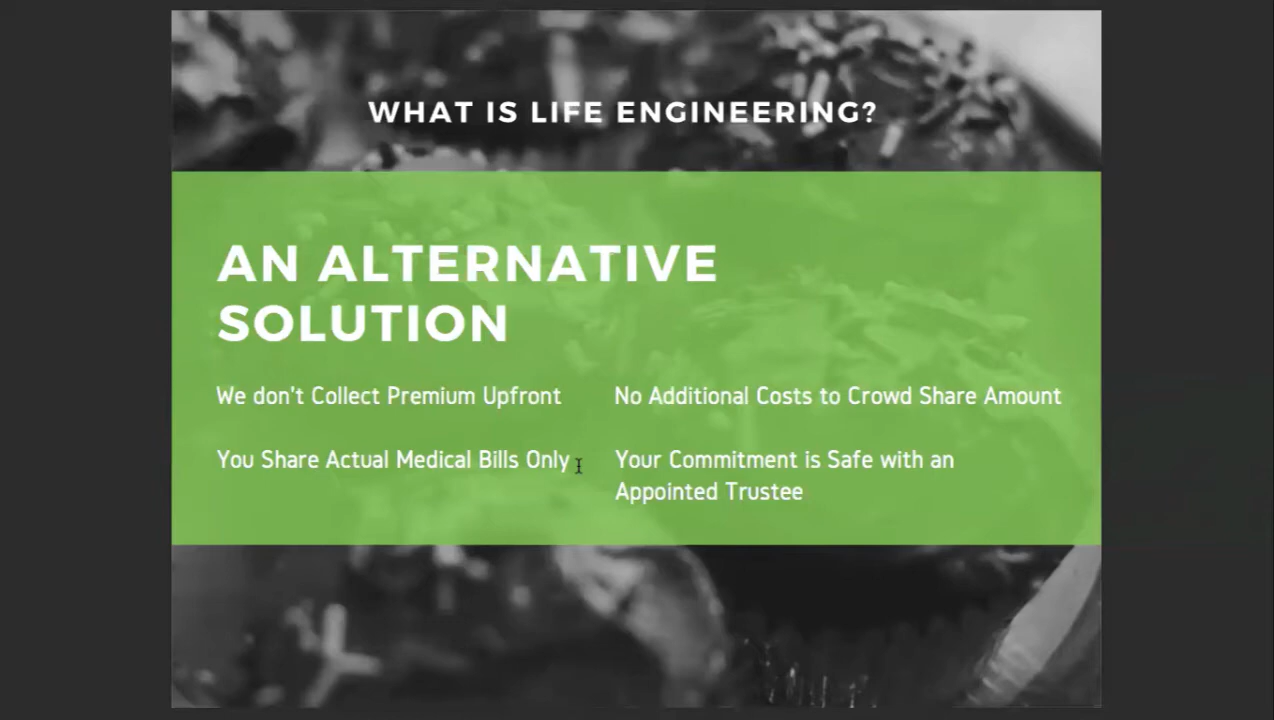 WHAT IS LIFE ENGINEERING?
AN ALTERNATIVE
SOLUTION
We don't Collect Premium Upfront
No Additional Costs to Crowd Share Amount
You Share Actual Medical Bills Only
Your Commitment is Safe with an
Appointed Trustee